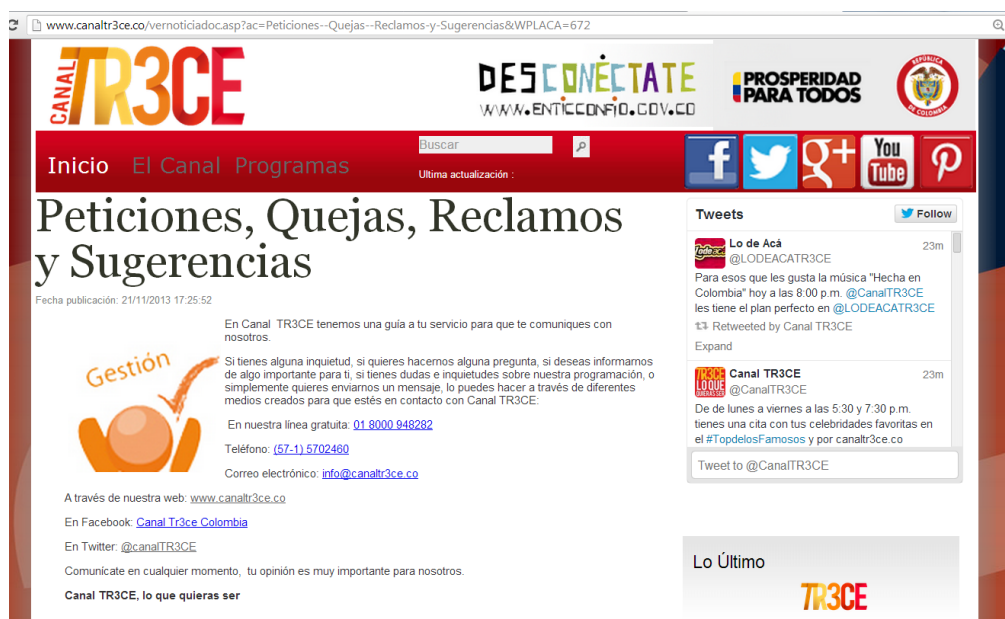 www.canaltr3ce.co/vernoticiadoc.asp?ac=Peticiones--Quejas--Reclamos-y-Sugerencias&WPLACA=672
CANAL TR3CE
DESCONÉCTATE
WWW.ENTICCONFIO.GOV.CO
PROSPERIDAD
PARA TODOS
REPÚBLICA
DE COLOMBIA
Inicio El Canal Programas
Buscar
Ultima actualización :
f
g+
You
Tube
Peticiones, Quejas, Reclamos
y Sugerencias
Fecha publicación: 21/11/2013 17:25:52
Gestión
En Canal TR3CE tenemos una guía a tu servicio para que te comuniques con
nosotros.
Si tienes alguna inquietud, si quieres hacernos alguna pregunta, si deseas informarnos
de algo importante para ti, si tienes dudas e inquietudes sobre nuestra programación, o
simplemente quieres enviarnos un mensaje, lo puedes hacer a través de diferentes
medios creados para que estés en contacto con Canal TR3CE:
En nuestra línea gratuita: 01 8000 948282
Teléfono: (57-1) 5702460
Correo electrónico: info@canaltr3ce.co
A través de nuestra web: www.canaltr3ce.co
En Facebook: Canal Tr3ce Colombia
En Twitter: @canalTR3CE
Comunícate en cualquier momento, tu opinión es muy importante para nosotros.
Canal TR3CE, lo que quieras ser
Tweets
Follow
Lo de Acá 23m
@LODEACATR3CE
Para esos que les gusta la música "Hecha en
Colombia" hoy a las 8:00 p.m. @CanalTR3CE
les tiene el plan perfecto en @LODEACATR3CE
Retweeted by Canal TR3CE
Expand
TR3CE
LO QUE
QUIERAS SER
Canal TR3CE 23m
@CanalTR3CE
De de lunes a viernes a las 5:30 y 7:30 p.m.
tienes una cita con tus celebridades favoritas en
el #TopdelosFamosos y por canaltr3ce.co
Tweet to @CanalTR3CE
Lo Último
TR3CE